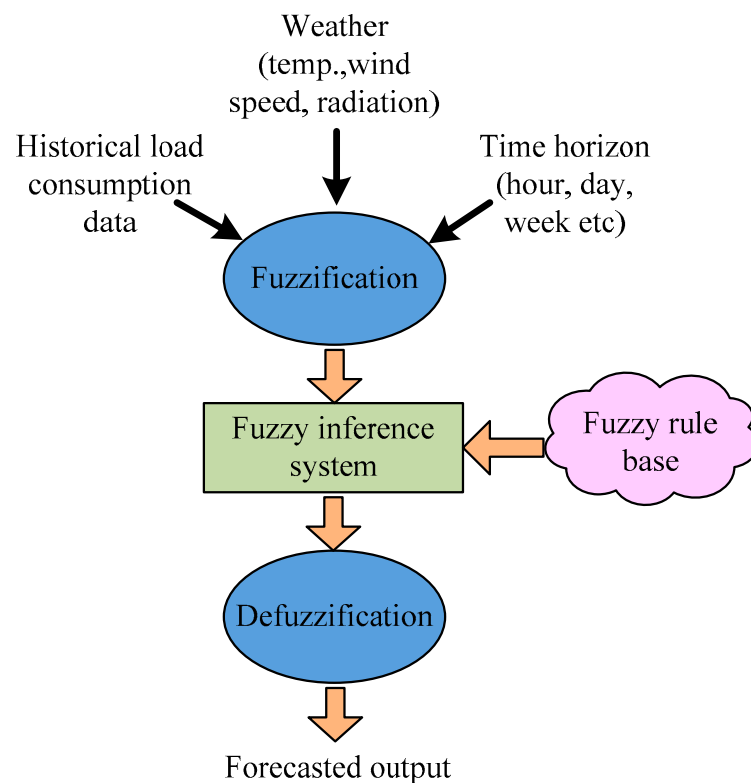 Weather
(temp.,wind
speed, radiation)
Historical load
consumption
data
Time horizon
(hour, day,
week etc)
Fuzzification
Fuzzy inference
system
Fuzzy rule
base
Defuzzification
Forecasted output